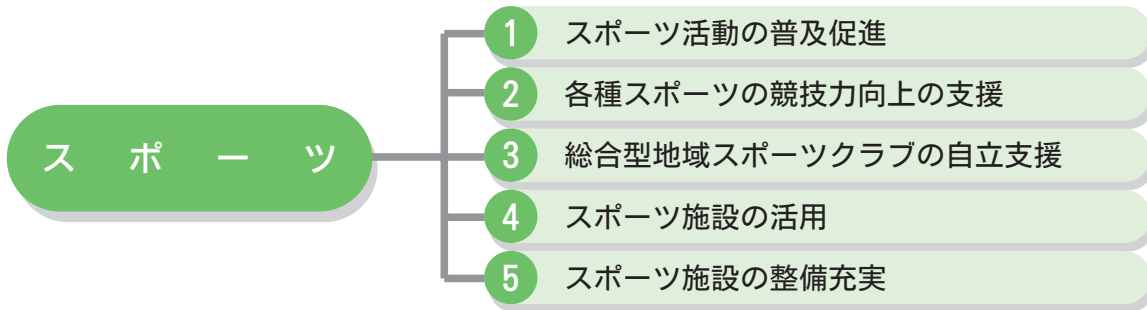 スポーツ
1 スポーツ活動の普及促進
2 各種スポーツの競技力向上の支援
3 総合型地域スポーツクラブの自立支援
4 スポーツ施設の活用
5 スポーツ施設の整備充実